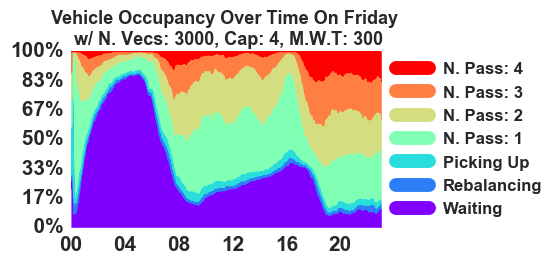 Vehicle Occupancy Over Time On Friday
w/ N. Vecs: 3000, Cap: 4, M.W.T: 300
100%
83%
67%
50%
33%
17%
0%
00 04 08 12 16 20
N. Pass: 4
N. Pass: 3
N. Pass: 2
N. Pass: 1
Picking Up
Rebalancing
Waiting